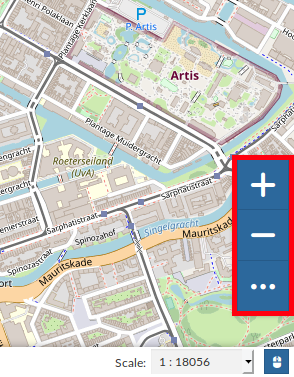 Henri Polaklaan
Plantage Kerklaan
P
P. Artis
Artis
Plantage Muidergracht
Roeterseiland
(UvA)
Sarphatistraat
Sarphatistraat
Singelgracht
Spinozahof
Spinozastraat
Mauritskade
Mauritskade
+
−
...
Scale: 1 : 18056